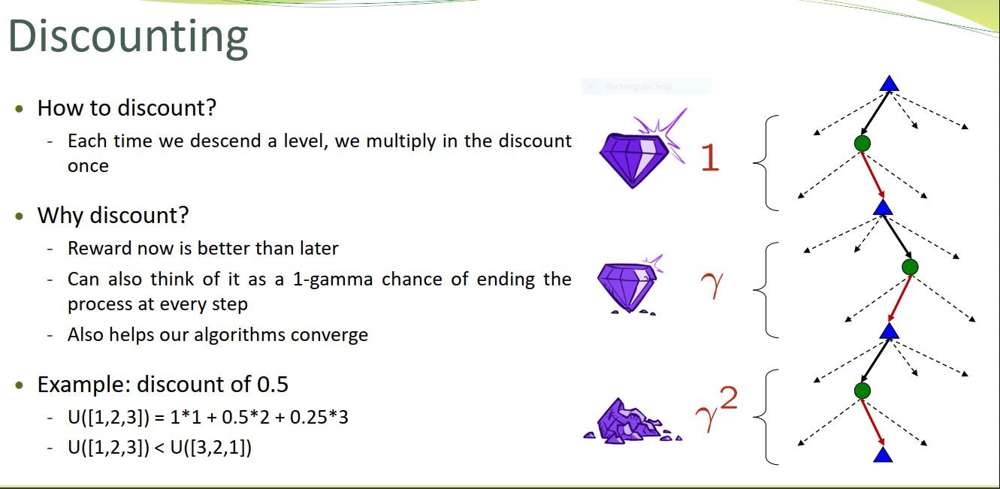 Discounting
• How to discount?
- Each time we descend a level, we multiply in the discount
once
• Why discount?
- Reward now is better than later
- Can also think of it as a 1-gamma chance of ending the
process at every step
- Also helps our algorithms converge
• Example: discount of 0.5
- U([1,2,3]) = 1*1 + 0.5*2 + 0.25*3
- U([1,2,3]) < U([3,2,1])
Rectangular Snip
1
γ
γ²